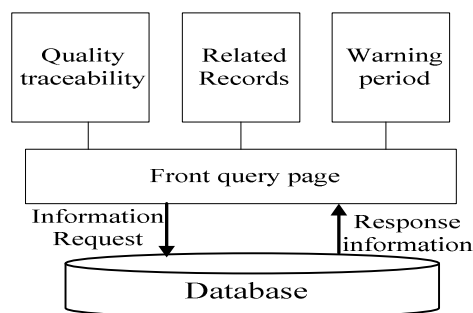 Quality
traceability
Related
Records
Warning
period
Front query page
Information
Request
Response
information
Database